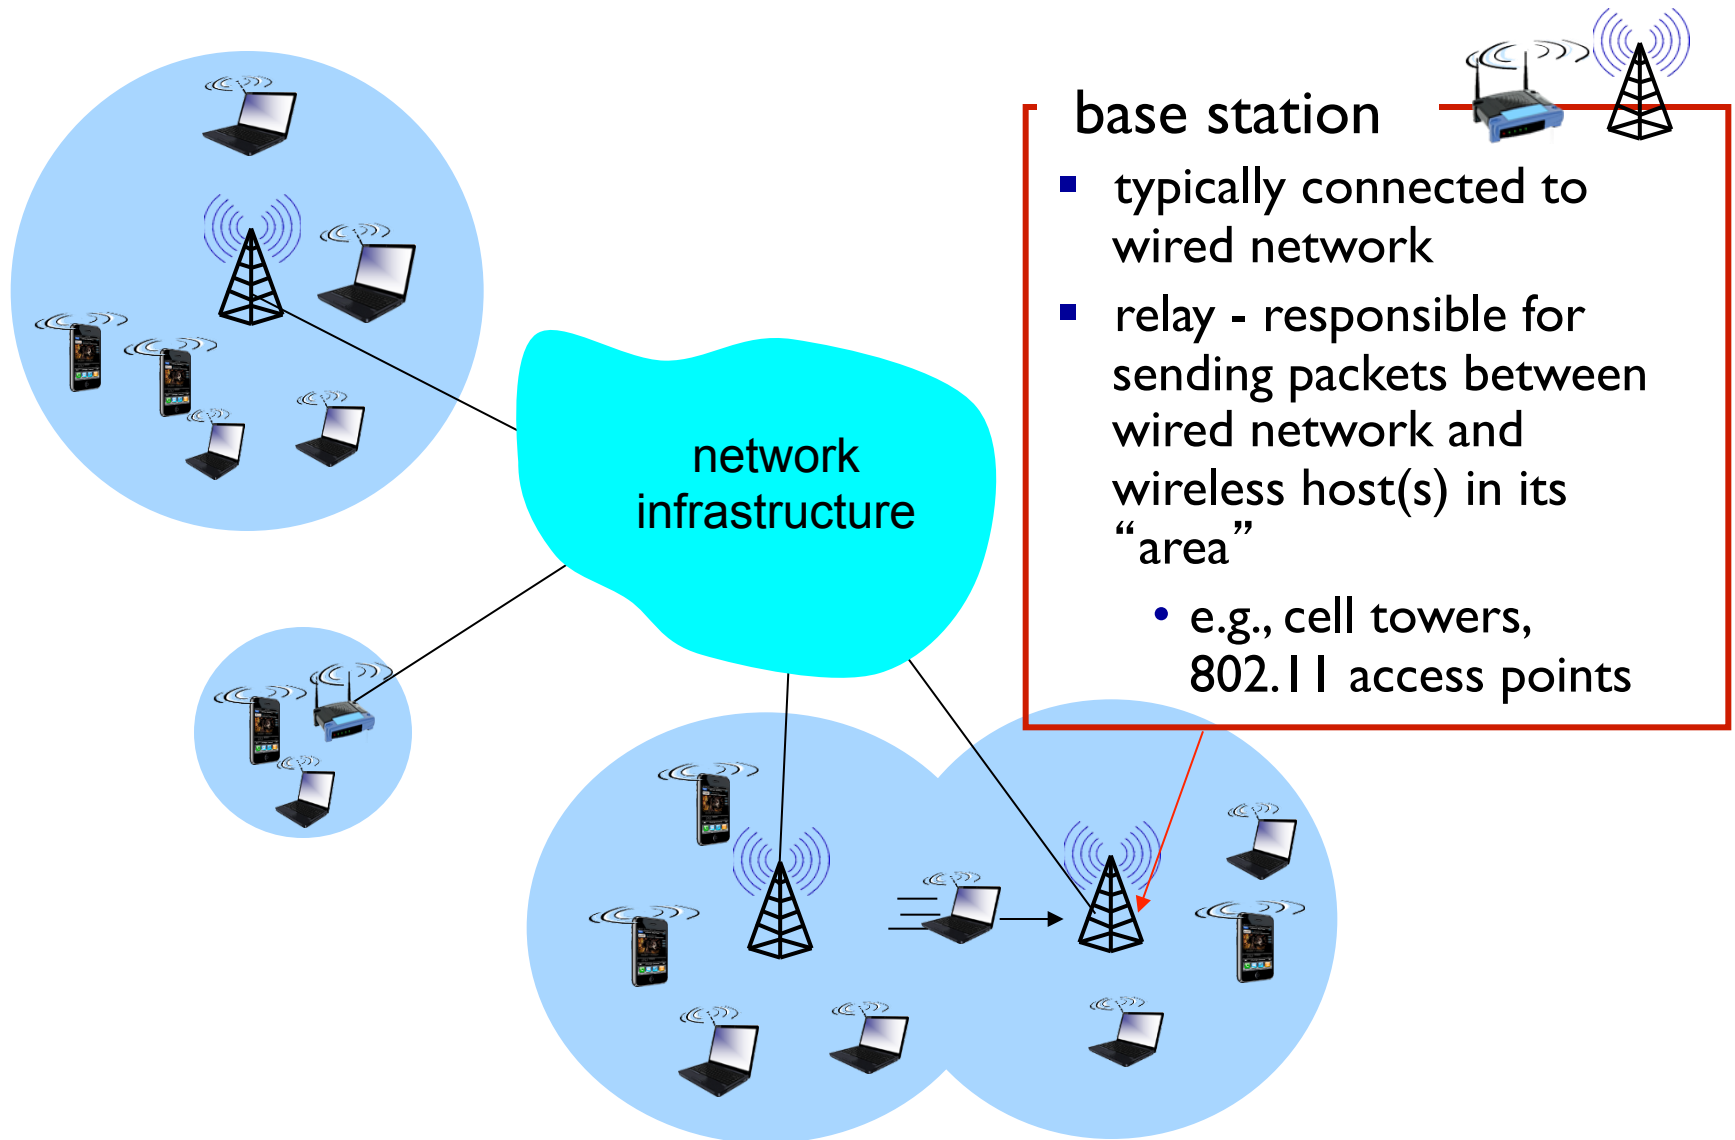 base station
▪ typically connected to
wired network
▪ relay - responsible for
sending packets between
wired network and
wireless host(s) in its
“area”
• e.g., cell towers,
802.11 access points
network
infrastructure